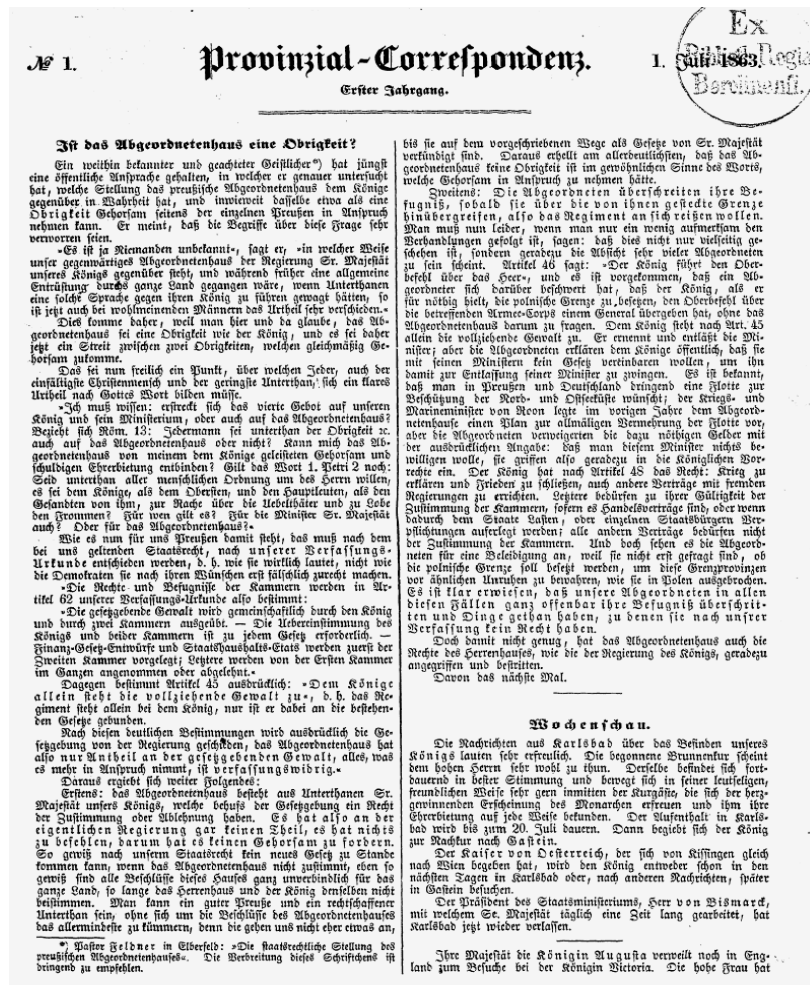 № 1.
Provinzial-Correspondenz.
1. Juli 1863.
Ex
Biblioth. Regia
Berolinensi.
Erster Jahrgang.
Ist das Abgeordnetenhaus eine Obrigkeit?
Ein weithin bekannter und geachteter Geistlicher*) hat jüngst
eine öffentliche Ansprache gehalten, in welcher er genauer untersucht
hat, welche Stellung das preußische Abgeordnetenhaus dem Könige
gegenüber in Wahrheit hat, und inwieweit dasselbe etwa als eine
Obrigkeit Gehorsam seitens der einzelnen Preußen in Anspruch
nehmen kann. Er meint, daß die Begriffe über diese Frage sehr
verworren seien.
»Es ist ja Niemanden unbekannt«, sagt er, »in welcher Weise
unser gegenwärtiges Abgeordnetenhaus der Regierung Sr. Majestät
unseres Königs gegenüber steht, und während früher eine allgemeine
Entrüstung durchs ganze Land gegangen wäre, wenn Unterthanen
eine solche Sprache gegen ihren König zu führen gewagt hätten, so
ist jetzt auch bei wohlmeinenden Männern das Urtheil sehr verschieden.«
Dies komme daher, weil man hier und da glaube, das Ab-
geordnetenhaus sei eine Obrigkeit wie der König, und es sei daher
jetzt ein Streit zwischen zwei Obrigkeiten, welchen gleichmäßig Ge-
horsam zukomme.
Das sei nun freilich ein Punkt, über welchen Jeder, auch der
einfältigste Christenmensch und der geringste Unterthan, sich ein klares
Urtheil nach Gottes Wort bilden müsse.
»Ich muß wissen: erstreckt sich das vierte Gebot auf unseren
König und sein Ministerium, oder auch auf das Abgeordnetenhaus?
Bezieht sich Röm. 13: Jedermann sei unterthan der Obrigkeit ꝛc.
auch auf das Abgeordnetenhaus oder nicht? Kann mich das Ab-
geordnetenhaus von meinem dem Könige geleisteten Gehorsam und
schuldigen Ehrerbietung entbinden? Gilt das Wort 1. Petri 2 noch:
Seid unterthan aller menschlichen Ordnung um des Herrn willen,
es sei dem Könige, als dem Obersten, und den Hauptleuten, als den
Gesandten von ihm, zur Rache über die Uebelthäter und zu Lobe
den Frommen? Für wen gilt es? Für die Minister Sr. Majestät
auch? Oder für das Abgeordnetenhaus?«
Wie es nun für uns Preußen damit steht, das muß nach dem
bei uns geltenden Staatsrecht, nach unserer Verfassungs-
Urkunde entschieden werden, d. h. wie sie wirklich lautet, nicht wie
die Demokraten sie nach ihren Wünschen erst fälschlich zurecht machen.
»Die Rechte und Befugnisse der Kammern werden in Ar-
tikel 62 unserer Verfassungs-Urkunde also bestimmt:
»Die gesetzgebende Gewalt wird gemeinschaftlich durch den König
und durch zwei Kammern ausgeübt. — Die Uebereinstimmung des
Königs und beider Kammern ist zu jedem Gesetz erforderlich. —
Finanz-Gesetz-Entwürfe und Staatshaushalts-Etats werden zuerst der
Zweiten Kammer vorgelegt; Letztere werden von der Ersten Kammer
im Ganzen angenommen oder abgelehnt.«
Dagegen bestimmt Artikel 45 ausdrücklich: »Dem Könige
allein steht die vollziehende Gewalt zu«, d. h. das Re-
giment steht allein bei dem König, nur ist er dabei an die bestehen-
den Gesetze gebunden.
Nach diesen deutlichen Bestimmungen wird ausdrücklich die Ge-
setzgebung von der Regierung geschieden, das Abgeordnetenhaus hat
also nur Antheil an der gesetzgebenden Gewalt, alles, was
es mehr in Anspruch nimmt, ist verfassungswidrig.«
Daraus ergiebt sich weiter Folgendes:
Erstens: das Abgeordnetenhaus besteht aus Unterthanen Sr.
Majestät unsers Königs, welche behufs der Gesetzgebung ein Recht
der Zustimmung oder Ablehnung haben. Es hat also an der
eigentlichen Regierung gar keinen Theil, es hat nichts
zu befehlen, darum hat es keinen Gehorsam zu fordern.
So gewiß nach unserm Staatsrecht kein neues Gesetz zu Stande
kommen kann, wenn das Abgeordnetenhaus nicht zustimmt, eben so
gewiß sind alle Beschlüsse dieses Hauses ganz unverbindlich für das
ganze Land, so lange das Herrenhaus und der König denselben nicht
beistimmen. Man kann ein guter Preuße und ein rechtschaffener
Unterthan sein, ohne sich um die Beschlüsse des Abgeordnetenhauses
das allermindeste zu kümmern, denn die gehen uns nicht eher etwas an,
*) Pastor Feldner in Elberfeld: »Die staatsrechtliche Stellung des
preußischen Abgeordnetenhauses«. Die Verbreitung dieses Schriftchens ist
dringend zu empfehlen.
bis sie auf dem vorgeschriebenen Wege als Gesetze von Sr. Majestät
verkündigt sind. Daraus erhellt am allerdeutlichsten, daß das Ab-
geordnetenhaus keine Obrigkeit ist im gewöhnlichen Sinne des Worts,
welche Gehorsam in Anspruch zu nehmen hätte.
Zweitens: Die Abgeordneten überschreiten ihre Be-
fugniß, sobald sie über die von ihnen gesteckte Grenze
hinübergreifen, also das Regiment an sich reißen wollen.
Man muß nun leider, wenn man nur ein wenig aufmerksam den
Verhandlungen gefolgt ist, sagen: daß dies nicht nur vielseitig ge-
schehen ist, sondern geradezu die Absicht sehr vieler Abgeordneten
zu sein scheint. Artikel 46 sagt: »Der König führt den Ober-
befehl über das Heer«, und es ist vorgekommen, daß ein Ab-
geordneter sich darüber beschwert hat, daß der König, als er
für nöthig hielt, die polnische Grenze zu besetzen, den Oberbefehl über
die betreffenden Armee-Corps einem General übergeben hat, ohne das
Abgeordnetenhaus darum zu fragen. Dem König steht nach Art. 45
allein die vollziehende Gewalt zu. Er ernennt und entläßt die Mi-
nister; aber die Abgeordneten erklären dem Könige öffentlich, daß sie
mit seinen Ministern kein Gesetz vereinbaren wollen, um ihn
damit zur Entlassung seiner Minister zu zwingen. Es ist bekannt,
daß man in Preußen und Deutschland dringend eine Flotte zur
Beschützung der Nord- und Ostseeküste wünscht; der Kriegs- und
Marineminister von Roon legte im vorigen Jahre dem Abgeord-
netenhause einen Plan zur allmäligen Vermehrung der Flotte vor,
aber die Abgeordneten verweigerten die dazu nöthigen Gelder mit
der ausdrücklichen Angabe: daß man diesem Minister nichts be-
willigen wolle, sie griffen also geradezu in die Königlichen Vor-
rechte ein. Der König hat nach Artikel 48 das Recht: Krieg zu
erklären und Frieden zu schließen, auch andere Verträge mit fremden
Regierungen zu errichten. Letztere bedürfen zu ihrer Gültigkeit der
Zustimmung der Kammern, sofern es Handelsverträge sind, oder wenn
dadurch dem Staate Lasten, oder einzelnen Staatsbürgern Ver-
pflichtungen auferlegt werden; alle andern Verträge bedürfen nicht
der Zustimmung der Kammern. Und doch sehen es die Abgeord-
neten für eine Beleidigung an, weil sie nicht erst gefragt sind, ob
die polnische Grenze soll besetzt werden, um diese Grenzprovinzen
vor ähnlichen Unruhen zu bewahren, wie sie in Polen ausgebrochen.
Es ist klar erwiesen, daß unsere Abgeordneten in allen
diesen Fällen ganz offenbar ihre Befugniß überschrit-
ten und Dinge gethan haben, zu denen sie nach unsrer
Verfassung kein Recht haben.
Doch damit nicht genug, hat das Abgeordnetenhaus auch die
Rechte des Herrenhauses, wie die der Regierung des Königs, geradezu
angegriffen und bestritten.
Davon das nächste Mal.
Wochenschau.
Die Nachrichten aus Karlsbad über das Befinden unseres
Königs lauten sehr erfreulich. Die begonnene Brunnenkur scheint
dem hohen Herrn sehr wohl zu thun. Derselbe befindet sich fort-
dauernd in bester Stimmung und bewegt sich in seiner leutseligen,
freundlichen Weise sehr gern inmitten der Kurgäste, die sich der herz-
gewinnenden Erscheinung des Monarchen erfreuen und ihm ihre
Ehrerbietung auf jede Weise bekunden. Der Aufenthalt in Karls-
bad wird bis zum 20. Juli dauern. Dann begiebt sich der König
zur Nachkur nach Gastein.
Der Kaiser von Oesterreich, der sich von Kissingen gleich
nach Wien begeben hat, wird den König entweder schon in den
nächsten Tagen in Karlsbad oder, nach anderen Nachrichten, später
in Gastein besuchen.
Der Präsident des Staatsministeriums, Herr von Bismarck,
mit welchem Se. Majestät täglich eine Zeit lang gearbeitet, hat
Karlsbad jetzt wieder verlassen.
Ihre Majestät die Königin Augusta verweilt noch in Eng-
land zum Besuche bei der Königin Victoria. Die hohe Frau hat